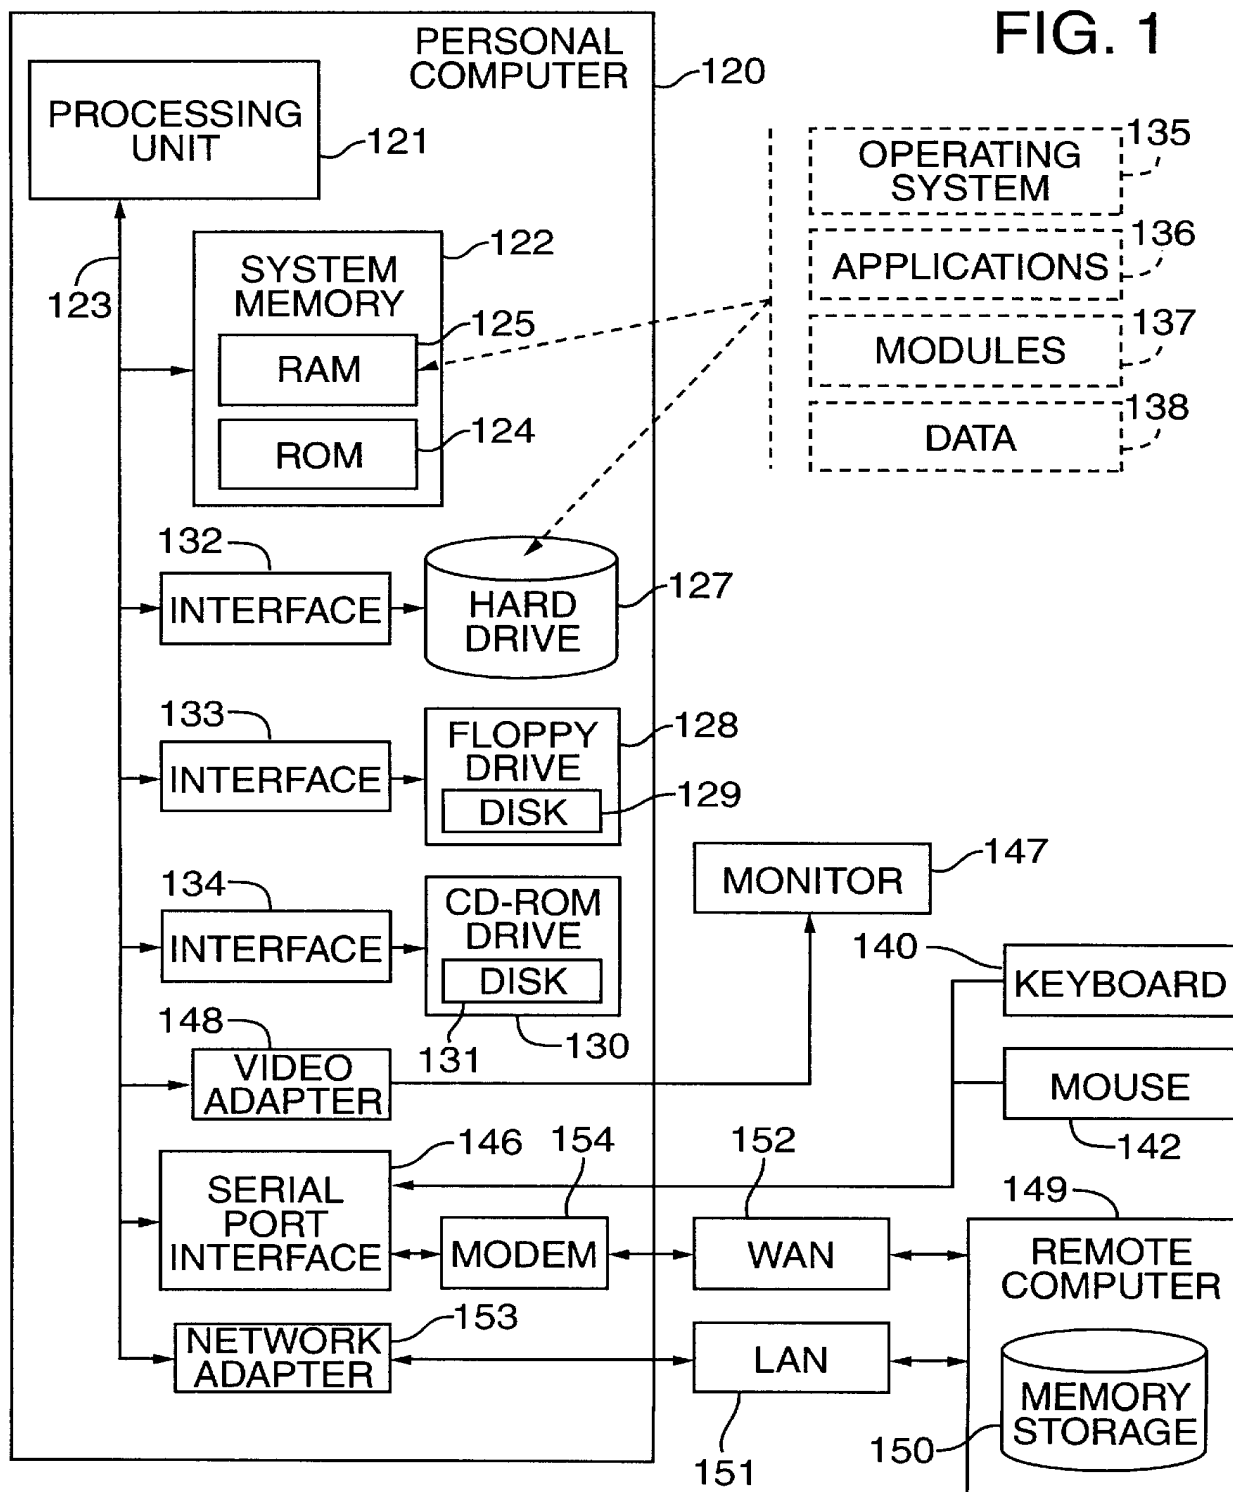 FIG. 1
PERSONAL
COMPUTER
120
PROCESSING
UNIT
121
135
OPERATING
SYSTEM
122
136
SYSTEM
MEMORY
APPLICATIONS
123
125
137
RAM
MODULES
124
138
ROM
DATA
132
127
INTERFACE
HARD
DRIVE
133
128
INTERFACE
FLOPPY
DRIVE
129
DISK
147
MONITOR
134
CD-ROM
DRIVE
INTERFACE
140
DISK
KEYBOARD
148
131
130
VIDEO
ADAPTER
MOUSE
146
154
152
142
SERIAL
PORT
INTERFACE
149
MODEM
WAN
REMOTE
COMPUTER
153
NETWORK
ADAPTER
LAN
MEMORY
STORAGE
151
150